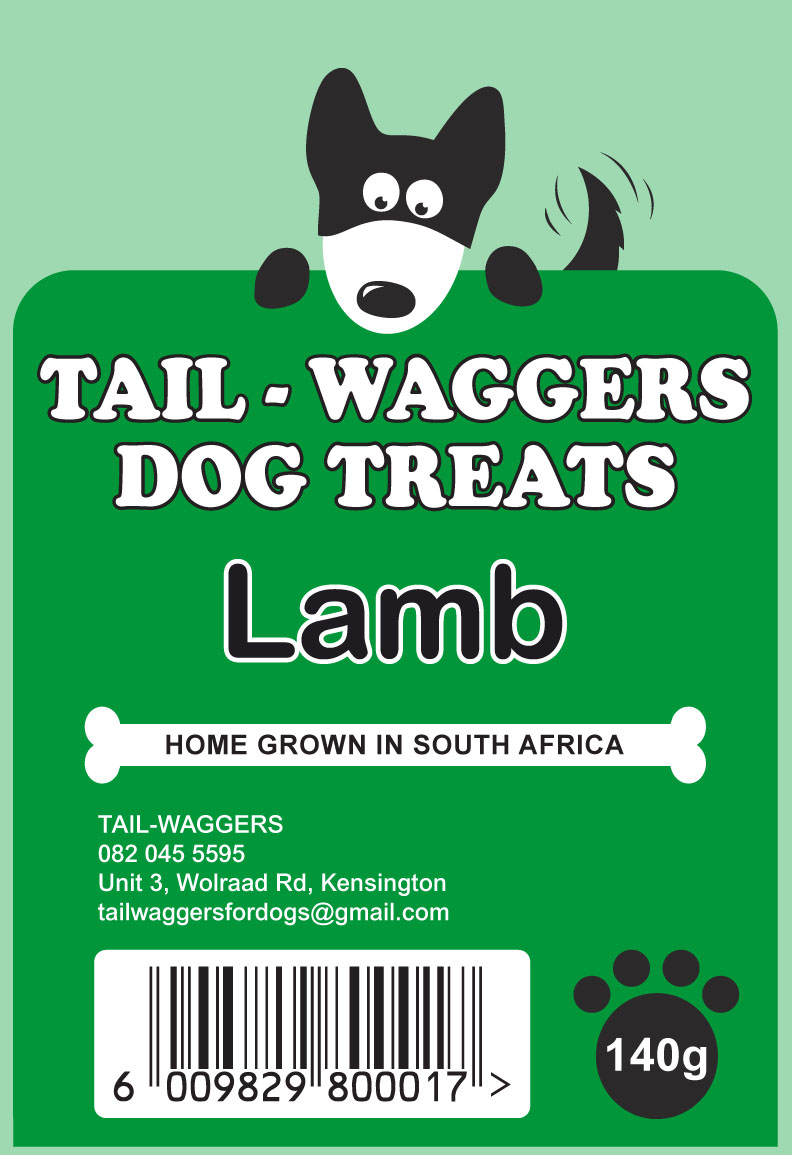 TAIL - WAGGERS
DOG TREATS
Lamb
HOME GROWN IN SOUTH AFRICA
TAIL-WAGGERS
082 045 5595
Unit 3, Wolraad Rd, Kensington
tailwaggersfordogs@gmail.com
6 009829 800017 >
140g